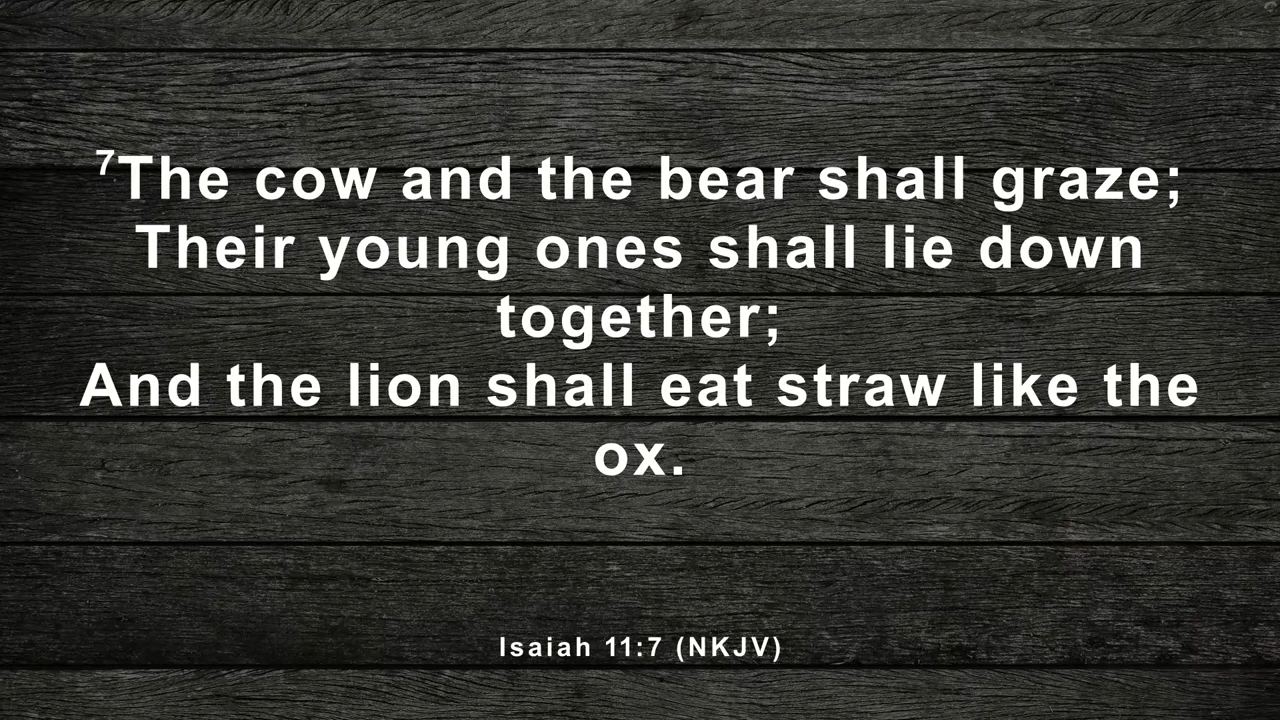 7The cow and the bear shall graze;
Their young ones shall lie down
together;
And the lion shall eat straw like the
ox.
Isaiah 11:7 (NKJV)